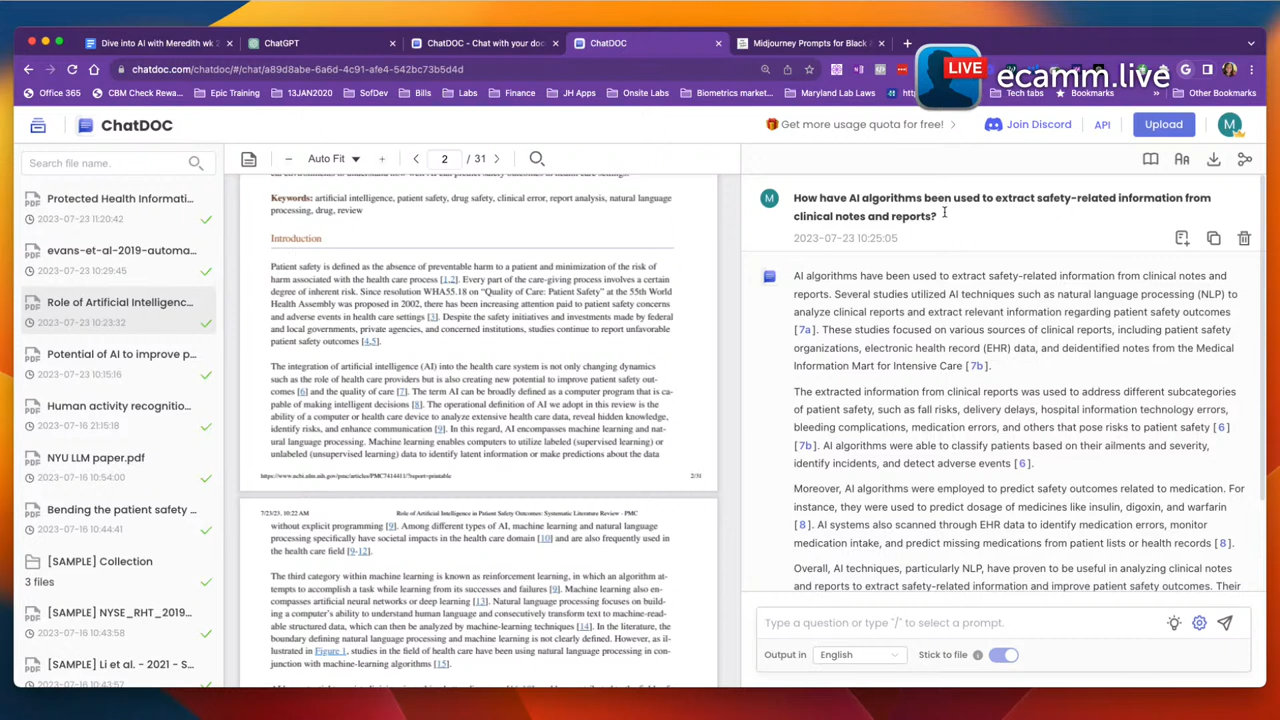 Dive into AI with Meredith wk 2
ChatGPT
ChatDOC - Chat with your doc
ChatDOC
Midjourney Prompts for Black &
LIVE
ecamm.live
chatdoc.com/chatdoc/#/chat/a89d8abe-6a6d-4c91-afe4-542bc73b5d4d
Office 365
CBM Check Rewa...
Epic Training
13JAN2020
SofDev
Bills
Labs
Finance
JH Apps
Onsite Labs
Biometrics market...
Maryland Lab Laws
Tech tabs
Bookmarks
Other Bookmarks
ChatDOC
Get more usage quota for free!
Join Discord
API
Upload
M
Search file name.
Auto Fit
2 / 31
Protected Health Informati...
2023-07-23 11:20:42
evans-et-al-2019-automa...
2023-07-23 10:29:45
Role of Artificial Intelligenc...
2023-07-23 10:23:32
Potential of AI to improve p...
2023-07-23 10:15:16
Human activity recognitio...
2023-07-16 21:15:18
NYU LLM paper.pdf
2023-07-16 10:54:00
Bending the patient safety ...
2023-07-16 10:44:41
[SAMPLE] Collection
3 files
[SAMPLE] NYSE_RHT_2019...
2023-07-16 10:43:58
[SAMPLE] Li et al. - 2021 - S...
2023-07-16 10:43:57
Keywords: artificial intelligence, patient safety, drug safety, clinical error, report analysis, natural language
processing, drug, review
Introduction
Patient safety is defined as the absence of preventable harm to a patient and minimization of the risk of
harm associated with the health care process [1,2]. Every part of the care-giving process involves a certain
degree of inherent risk. Since resolution WHA55.18 on “Quality of Care: Patient Safety” at the 55th World
Health Assembly was proposed in 2002, there has been increasing attention paid to patient safety concerns
and adverse events in health care settings [3]. Despite the safety initiatives and investments made by federal
and local governments, private agencies, and concerned institutions, studies continue to report unfavorable
patient safety outcomes [4,5].
The integration of artificial intelligence (AI) into the health care system is not only changing dynamics
such as the role of health care providers but is also creating new potential to improve patient safety out-
comes [6] and the quality of care [7]. The term AI can be broadly defined as a computer program that is ca-
pable of making intelligent decisions [8]. The operational definition of AI we adopt in this review is the
ability of a computer or health care device to analyze extensive health care data, reveal hidden knowledge,
identify risks, and enhance communication [9]. In this regard, AI encompasses machine learning and nat-
ural language processing. Machine learning enables computers to utilize labeled (supervised learning) or
unlabeled (unsupervised learning) data to identify latent information or make predictions about the data
https://www.ncbi.nlm.nih.gov/pmc/articles/PMC7414411/?report=printable
2/31
7/23/23, 10:22 AM
Role of Artificial Intelligence in Patient Safety Outcomes: Systematic Literature Review - PMC
without explicit programming [9]. Among different types of AI, machine learning and natural language
processing specifically have societal impacts in the health care domain [10] and are also frequently used in
the health care field [9-12].
The third category within machine learning is known as reinforcement learning, in which an algorithm at-
tempts to accomplish a task while learning from its successes and failures [9]. Machine learning also en-
compasses artificial neural networks or deep learning [13]. Natural language processing focuses on build-
ing a computer’s ability to understand human language and consecutively transform text to machine-read-
able structured data, which can then be analyzed by machine-learning techniques [14]. In the literature, the
boundary defining natural language processing and machine learning is not clearly defined. However, as il-
lustrated in Figure 1, studies in the field of health care have been using natural language processing in con-
junction with machine-learning algorithms [15].
M
How have AI algorithms been used to extract safety-related information from
clinical notes and reports?
2023-07-23 10:25:05
AI algorithms have been used to extract safety-related information from clinical notes and
reports. Several studies utilized AI techniques such as natural language processing (NLP) to
analyze clinical reports and extract relevant information regarding patient safety outcomes
[7a]. These studies focused on various sources of clinical reports, including patient safety
organizations, electronic health record (EHR) data, and deidentified notes from the Medical
Information Mart for Intensive Care [7b].
The extracted information from clinical reports was used to address different subcategories
of patient safety, such as fall risks, delivery delays, hospital information technology errors,
bleeding complications, medication errors, and others that pose risks to patient safety [6]
[7b]. AI algorithms were able to classify patients based on their ailments and severity,
identify incidents, and detect adverse events [6].
Moreover, AI algorithms were employed to predict safety outcomes related to medication. For
instance, they were used to predict dosage of medicines like insulin, digoxin, and warfarin
[8]. AI systems also scanned through EHR data to identify medication errors, monitor
medication intake, and predict missing medications from patient lists or health records [8].
Overall, AI techniques, particularly NLP, have proven to be useful in analyzing clinical notes
and reports to extract safety-related information and improve patient safety outcomes. Their
Type a question or type "/" to select a prompt.
Output in
English
Stick to file